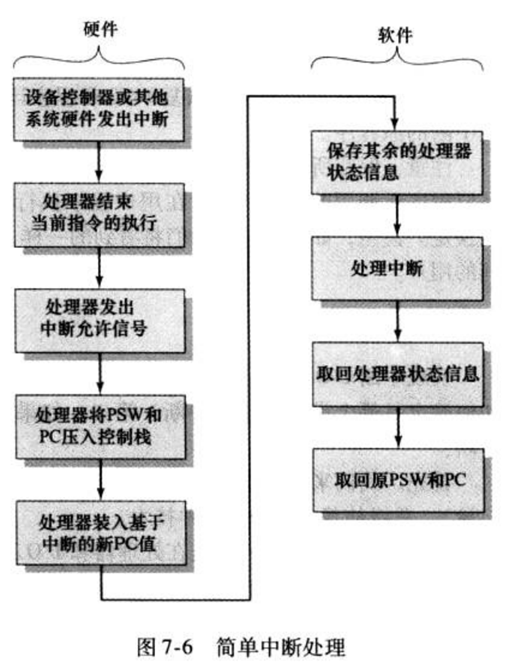 硬件
设备控制器或其他
系统硬件发出中断
处理器结束
当前指令的执行
处理器发出
中断允许信号
处理器将PSW和
PC压入控制栈
处理器装入基于
中断的新PC值
软件
保存其余的处理器
状态信息
处理中断
取回处理器状态信息
取回原PSW和PC
图7-6 简单中断处理